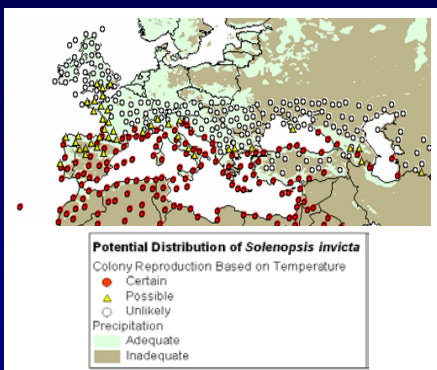 Potential Distribution of Solenopsis invicta
Colony Reproduction Based on Temperature
Certain
Possible
Unlikely
Precipitation
Adequate
Inadequate